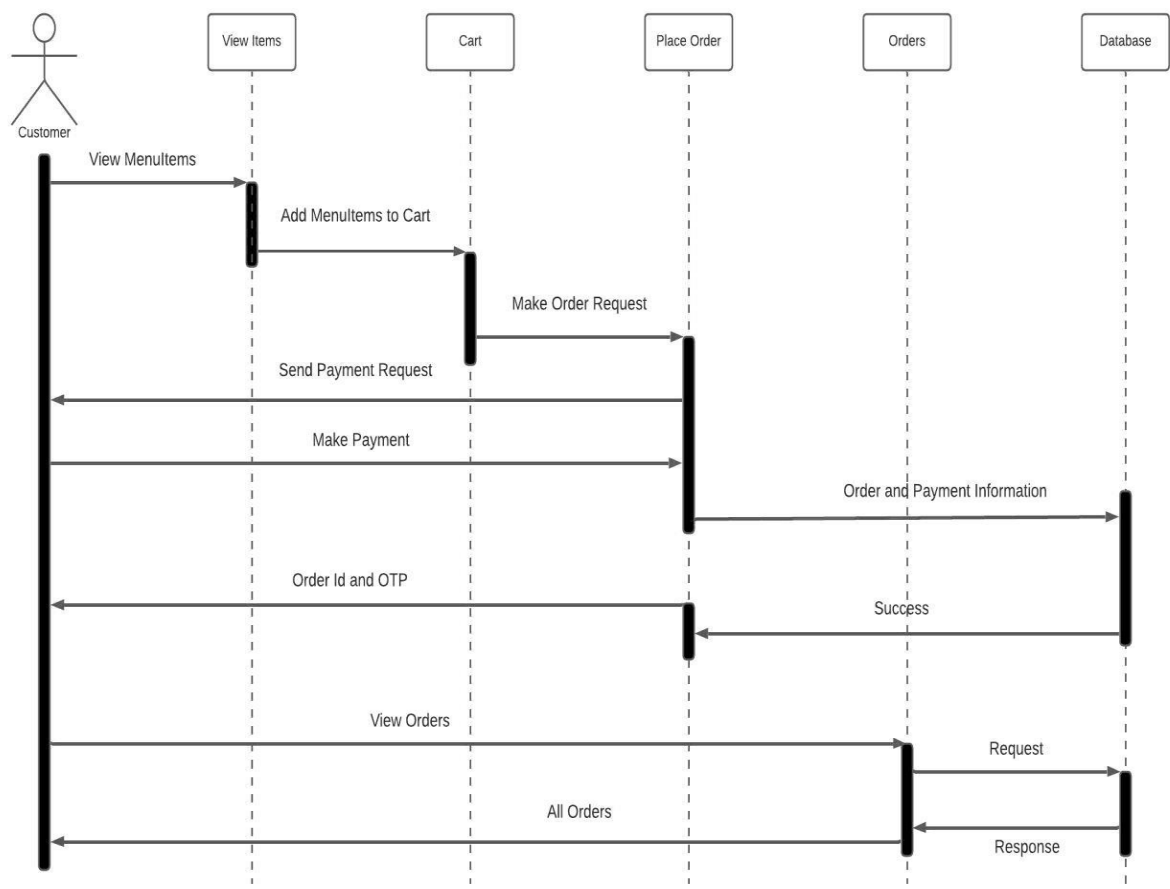 View Items
Cart
Place Order
Orders
Database
Customer
View MenuItems
Add MenuItems to Cart
Make Order Request
Send Payment Request
Make Payment
Order and Payment Information
Order Id and OTP
Success
View Orders
Request
All Orders
Response